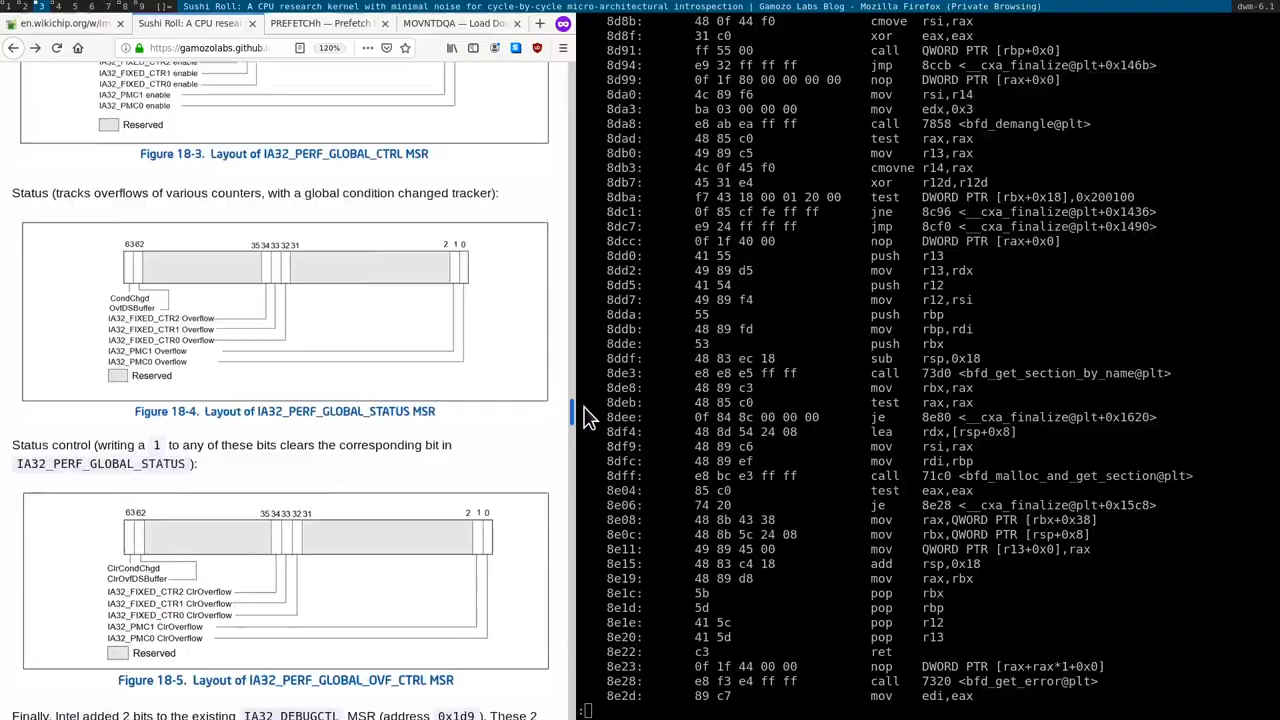 1 2 3 4 5 6 7 8 9 []= Sushi Roll: A CPU research kernel with minimal noise for cycle-by-cycle micro-architectural introspection | Gamozo Labs Blog - Mozilla Firefox (Private Browsing) dwm-6.1
en.wikichip.org/w/im Sushi Roll: A CPU resear PREFETCHh — Prefetch MOVNTDQA — Load Do
https://gamozolabs.github. 120%
IA32_FIXED_CTR2 enable
IA32_FIXED_CTR1 enable
IA32_FIXED_CTR0 enable
IA32_PMC1 enable
IA32_PMC0 enable
Reserved
Figure 18-3. Layout of IA32_PERF_GLOBAL_CTRL MSR
Status (tracks overflows of various counters, with a global condition changed tracker):
63 62 35 34 33 32 31 2 1 0
CondChgd
OvfDSBuffer
IA32_FIXED_CTR2 Overflow
IA32_FIXED_CTR1 Overflow
IA32_FIXED_CTR0 Overflow
IA32_PMC1 Overflow
IA32_PMC0 Overflow
Reserved
Figure 18-4. Layout of IA32_PERF_GLOBAL_STATUS MSR
Status control (writing a 1 to any of these bits clears the corresponding bit in
IA32_PERF_GLOBAL_STATUS ):
63 62 35 34 33 32 31 2 1 0
ClrCondChgd
ClrOvfDSBuffer
IA32_FIXED_CTR2 ClrOverflow
IA32_FIXED_CTR1 ClrOverflow
IA32_FIXED_CTR0 ClrOverflow
IA32_PMC1 ClrOverflow
IA32_PMC0 ClrOverflow
Reserved
Figure 18-5. Layout of IA32_PERF_GLOBAL_OVF_CTRL MSR
Finally, Intel added 2 bits to the existing IA32_DEBUGCTL MSR (address 0x1d9 ). These 2
8d8b: 48 0f 44 f0 cmove rsi,rax
8d8f: 31 c0 xor eax,eax
8d91: ff 55 00 call QWORD PTR [rbp+0x0]
8d94: e9 32 ff ff ff jmp 8ccb <__cxa_finalize@plt+0x146b>
8d99: 0f 1f 80 00 00 00 00 nop DWORD PTR [rax+0x0]
8da0: 4c 89 f6 mov rsi,r14
8da3: ba 03 00 00 00 mov edx,0x3
8da8: e8 ab ea ff ff call 7858 <bfd_demangle@plt>
8dad: 48 85 c0 test rax,rax
8db0: 49 89 c5 mov r13,rax
8db3: 4c 0f 45 f0 cmovne r14,rax
8db7: 45 31 e4 xor r12d,r12d
8dba: f7 43 18 00 01 20 00 test DWORD PTR [rbx+0x18],0x200100
8dc1: 0f 85 cf fe ff ff jne 8c96 <__cxa_finalize@plt+0x1436>
8dc7: e9 24 ff ff ff jmp 8cf0 <__cxa_finalize@plt+0x1490>
8dcc: 0f 1f 40 00 nop DWORD PTR [rax+0x0]
8dd0: 41 55 push r13
8dd2: 49 89 d5 mov r13,rdx
8dd5: 41 54 push r12
8dd7: 49 89 f4 mov r12,rsi
8dda: 55 push rbp
8ddb: 48 89 fd mov rbp,rdi
8dde: 53 push rbx
8ddf: 48 83 ec 18 sub rsp,0x18
8de3: e8 e8 e5 ff ff call 73d0 <bfd_get_section_by_name@plt>
8de8: 48 89 c3 mov rbx,rax
8deb: 48 85 c0 test rax,rax
8dee: 0f 84 8c 00 00 00 je 8e80 <__cxa_finalize@plt+0x1620>
8df4: 48 8d 54 24 08 lea rdx,[rsp+0x8]
8df9: 48 89 c6 mov rsi,rax
8dfc: 48 89 ef mov rdi,rbp
8dff: e8 bc e3 ff ff call 71c0 <bfd_malloc_and_get_section@plt>
8e04: 85 c0 test eax,eax
8e06: 74 20 je 8e28 <__cxa_finalize@plt+0x15c8>
8e08: 48 8b 43 38 mov rax,QWORD PTR [rbx+0x38]
8e0c: 48 8b 5c 24 08 mov rbx,QWORD PTR [rsp+0x8]
8e11: 49 89 45 00 mov QWORD PTR [r13+0x0],rax
8e15: 48 83 c4 18 add rsp,0x18
8e19: 48 89 d8 mov rax,rbx
8e1c: 5b pop rbx
8e1d: 5d pop rbp
8e1e: 41 5c pop r12
8e20: 41 5d pop r13
8e22: c3 ret
8e23: 0f 1f 44 00 00 nop DWORD PTR [rax+rax*1+0x0]
8e28: e8 f3 e4 ff ff call 7320 <bfd_get_error@plt>
8e2d: 89 c7 mov edi,eax
: